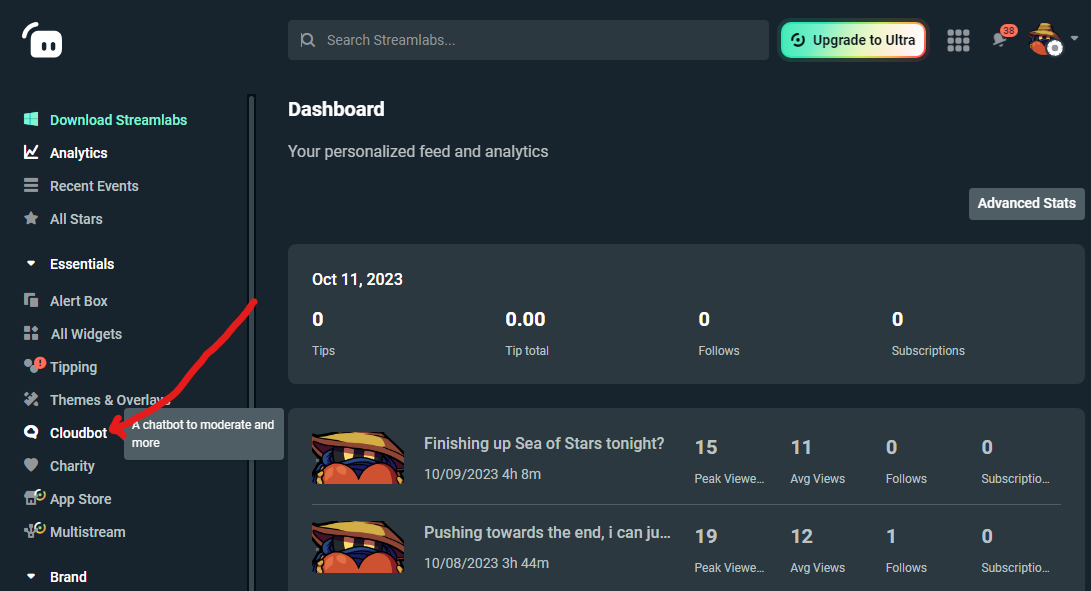 Search Streamlabs...
Upgrade to Ultra
38
Download Streamlabs
Analytics
Recent Events
All Stars
Essentials
Alert Box
All Widgets
!
Tipping
Themes & Overlays
Cloudbot
A chatbot to moderate and
more
Charity
App Store
Multistream
Brand
Dashboard
Your personalized feed and analytics
Advanced Stats
Oct 11, 2023
0 0.00 0 0
Tips Tip total Follows Subscriptions
Finishing up Sea of Stars tonight? 15 11 0 0
10/09/2023 4h 8m Peak Viewe... Avg Views Follows Subscriptio...
Pushing towards the end, i can ju... 19 12 1 0
10/08/2023 3h 44m Peak Viewe... Avg Views Follows Subscriptio...